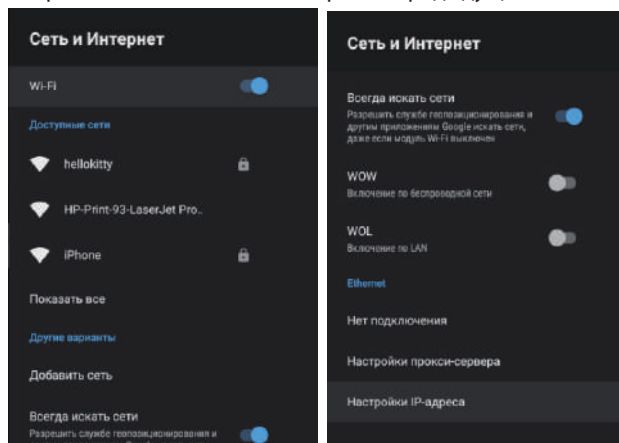 Сеть и Интернет
Wi-Fi
Доступные сети
hellokitty
HP-Print-93-LaserJet Pro..
iPhone
Показать все
Другие варианты
Добавить сеть
Всегда искать сети
Разрешить службе геопозиционирования и
Сеть и Интернет
Всегда искать сети
Разрешить службе геопозиционирования и
другим приложениям Google искать сети,
даже если модуль Wi-Fi выключен
WOW
Включение по беспроводной сети
WOL
Включение по LAN
Ethernet
Нет подключения
Настройки прокси-сервера
Настройки IP-адреса